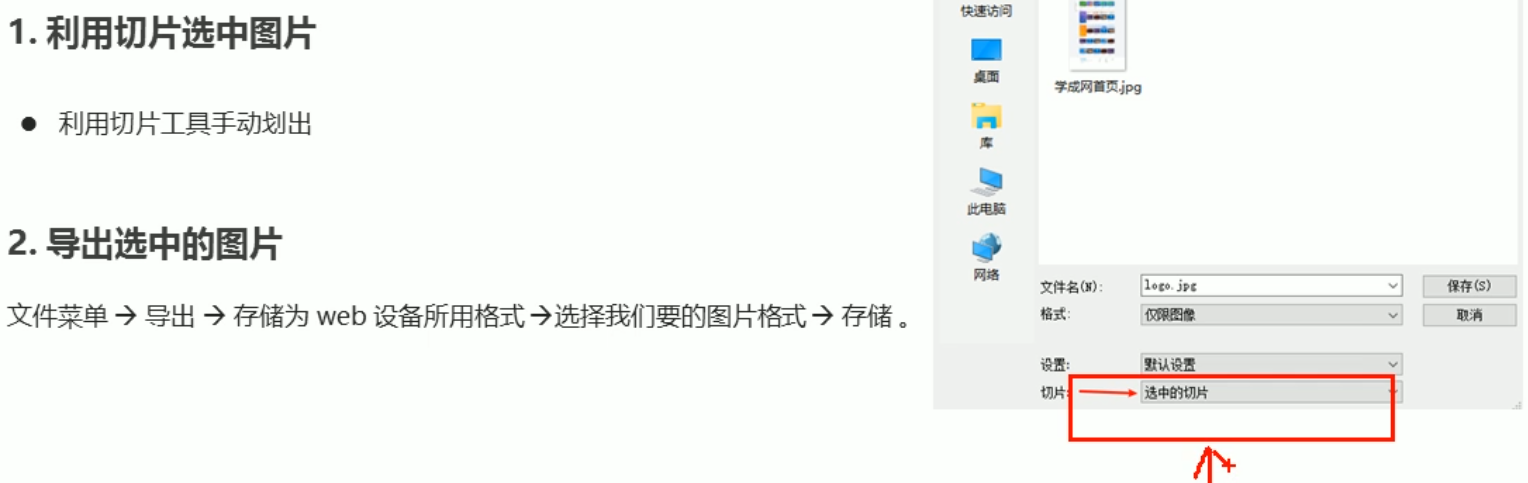 1. 利用切片选中图片
● 利用切片工具手动划出
2. 导出选中的图片
文件菜单 → 导出 → 存储为 web 设备所用格式 → 选择我们要的图片格式 → 存储 。
快速访问
桌面
库
此电脑
网络
学成网首页.jpg
文件名(N): logo.jpg 保存(S)
格式: 仅限图像 取消
设置: 默认设置
切片: 选中的切片